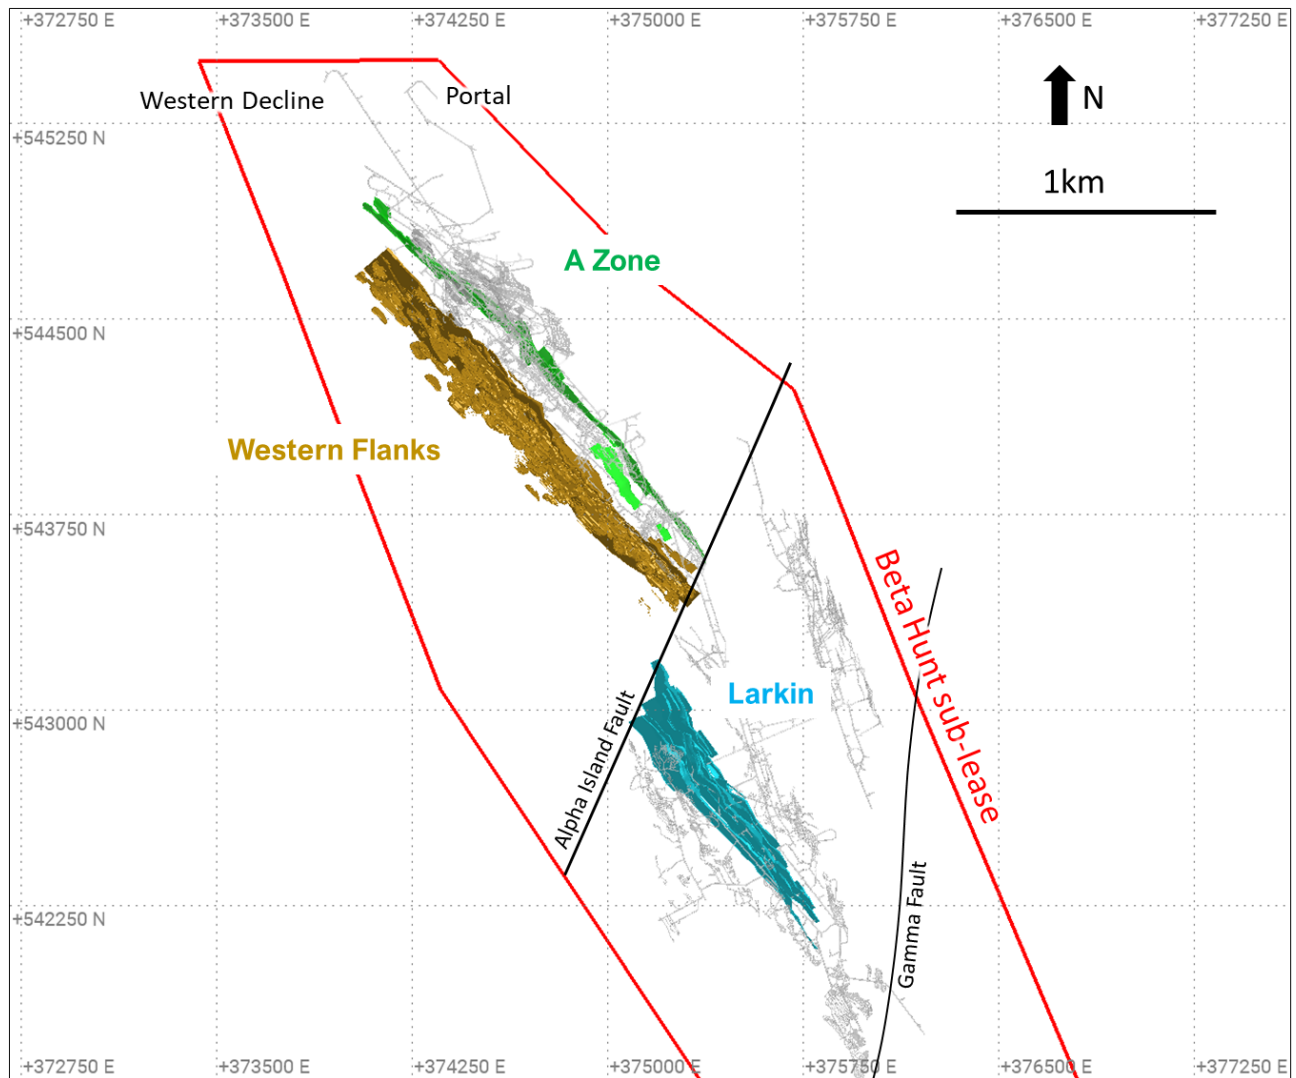 +372750 E
+373500 E
+374250 E
+375000 E
+375750 E
+376500 E
+377250 E
Western Decline
Portal
N
+545250 N
1km
A Zone
+544500 N
Western Flanks
+543750 N
Beta Hunt sub-lease
Larkin
+543000 N
Alpha Island Fault
Gamma Fault
+542250 N
+372750 E
+373500 E
+374250 E
+375000 E
+375750 E
+376500 E
+377250 E